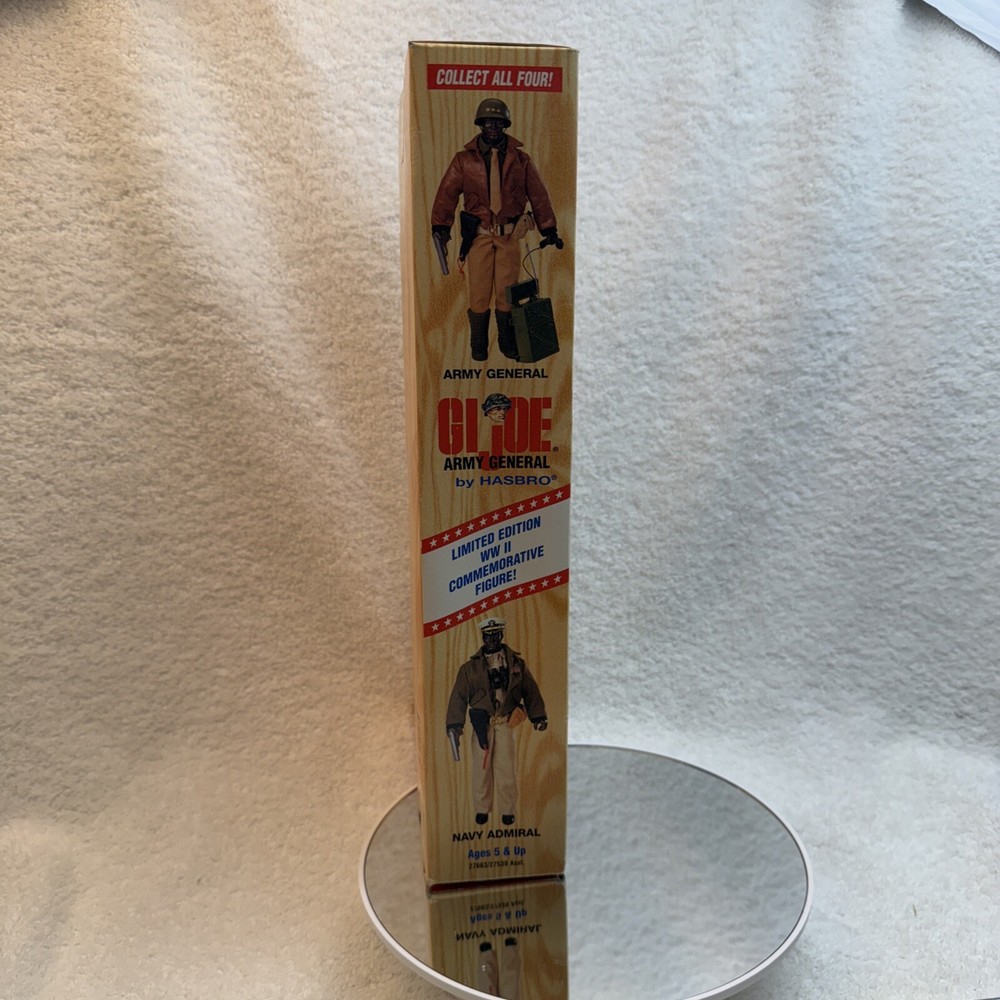 COLLECT ALL FOUR!
ARMY GENERAL
GI JOE®
ARMY GENERAL
by HASBRO®
LIMITED EDITION
WW II
COMMEMORATIVE
FIGURE!
NAVY ADMIRAL
Ages 5 & Up